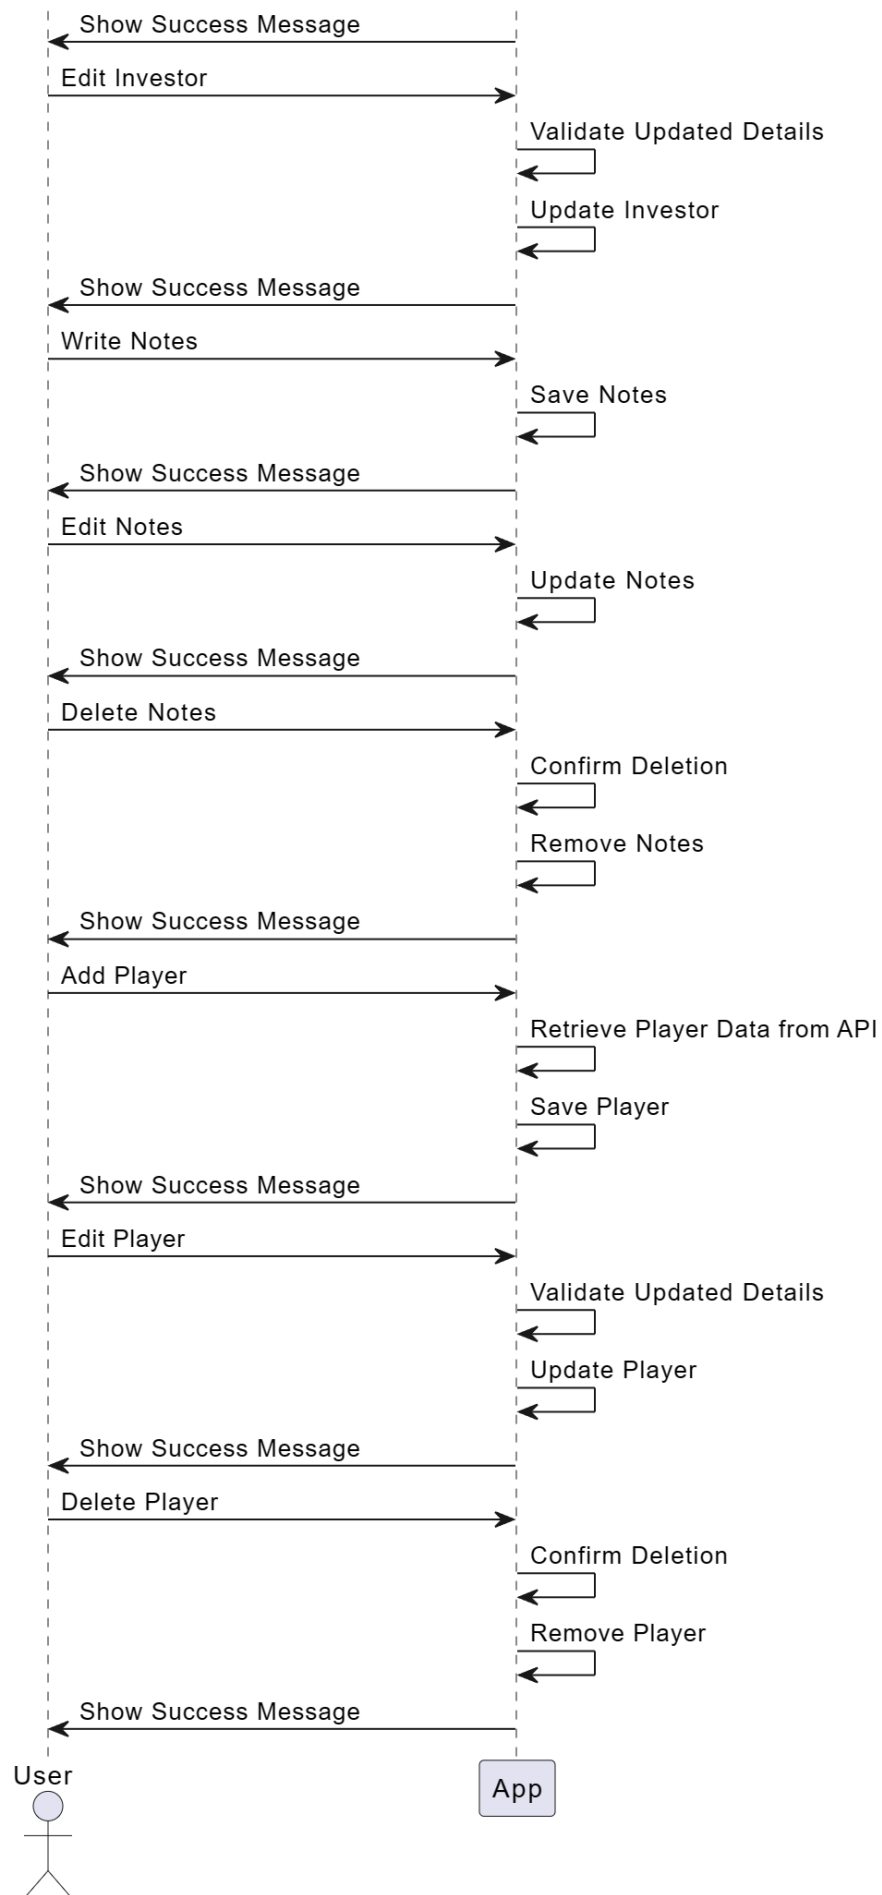 Show Success Message
Edit Investor
Validate Updated Details
Update Investor
Show Success Message
Write Notes
Save Notes
Show Success Message
Edit Notes
Update Notes
Show Success Message
Delete Notes
Confirm Deletion
Remove Notes
Show Success Message
Add Player
Retrieve Player Data from API
Save Player
Show Success Message
Edit Player
Validate Updated Details
Update Player
Show Success Message
Delete Player
Confirm Deletion
Remove Player
Show Success Message
User
App